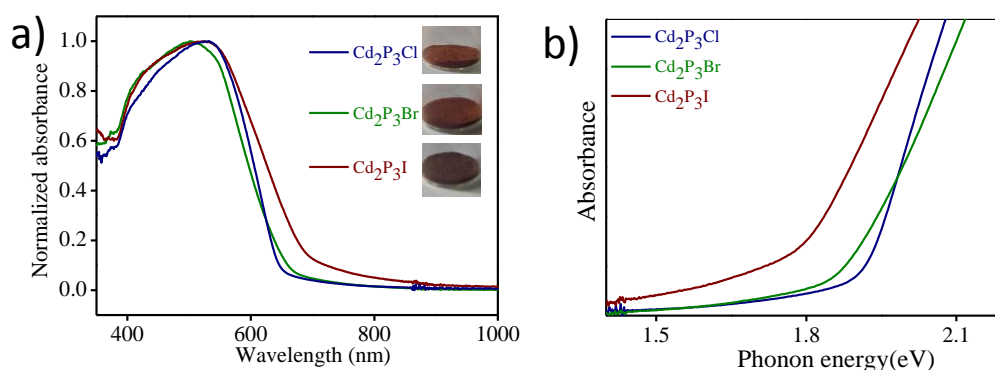 a)
Normalized absorbance
1.0
0.8
0.6
0.4
0.2
0.0
Cd₂P₃Cl
Cd₂P₃Br
Cd₂P₃I
400 600 800 1000
Wavelength (nm)
b)
Absorbance
Cd₂P₃Cl
Cd₂P₃Br
Cd₂P₃I
1.5 1.8 2.1
Phonon energy(eV)